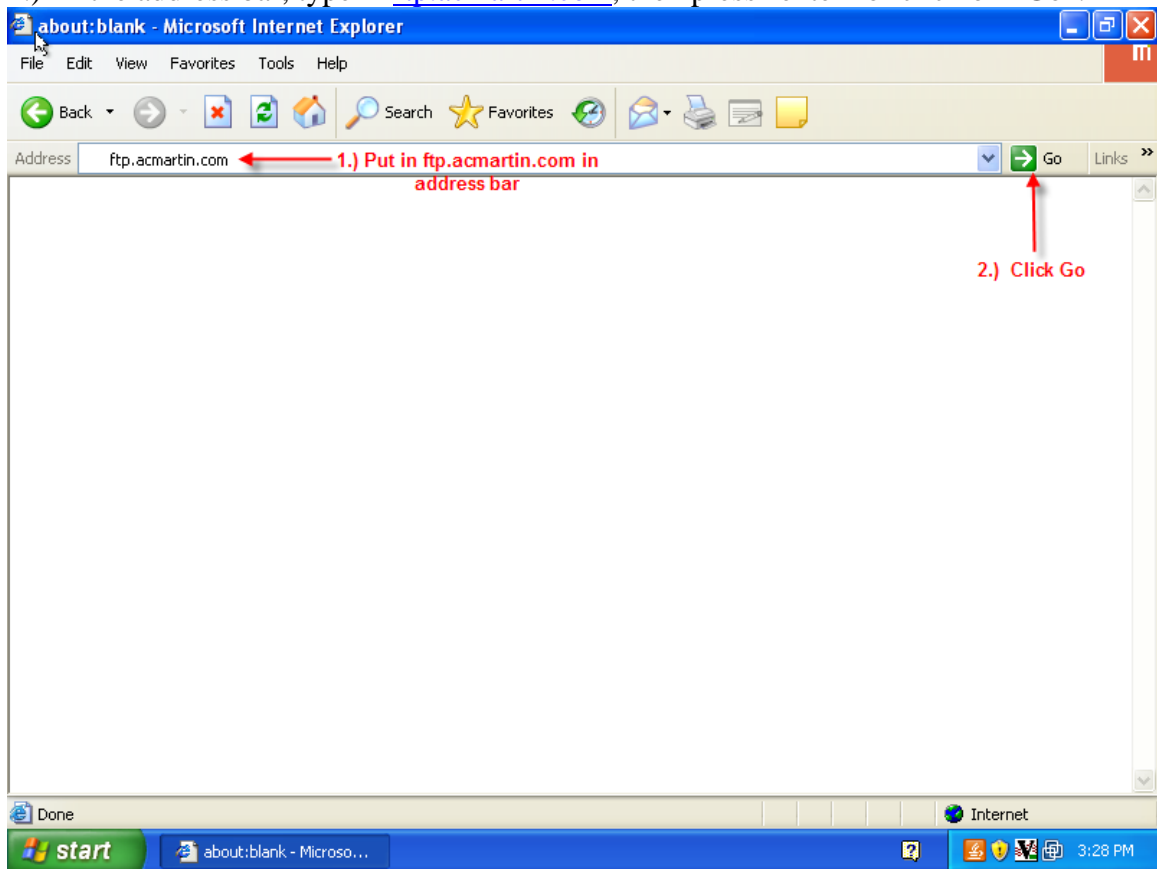 about:blank - Microsoft Internet Explorer
File Edit View Favorites Tools Help
Back Search Favorites
Address ftp.acmartin.com Go Links »
1.) Put in ftp.acmartin.com in
address bar
2.) Click Go
Done Internet
start about:blank - Microso... 3:28 PM